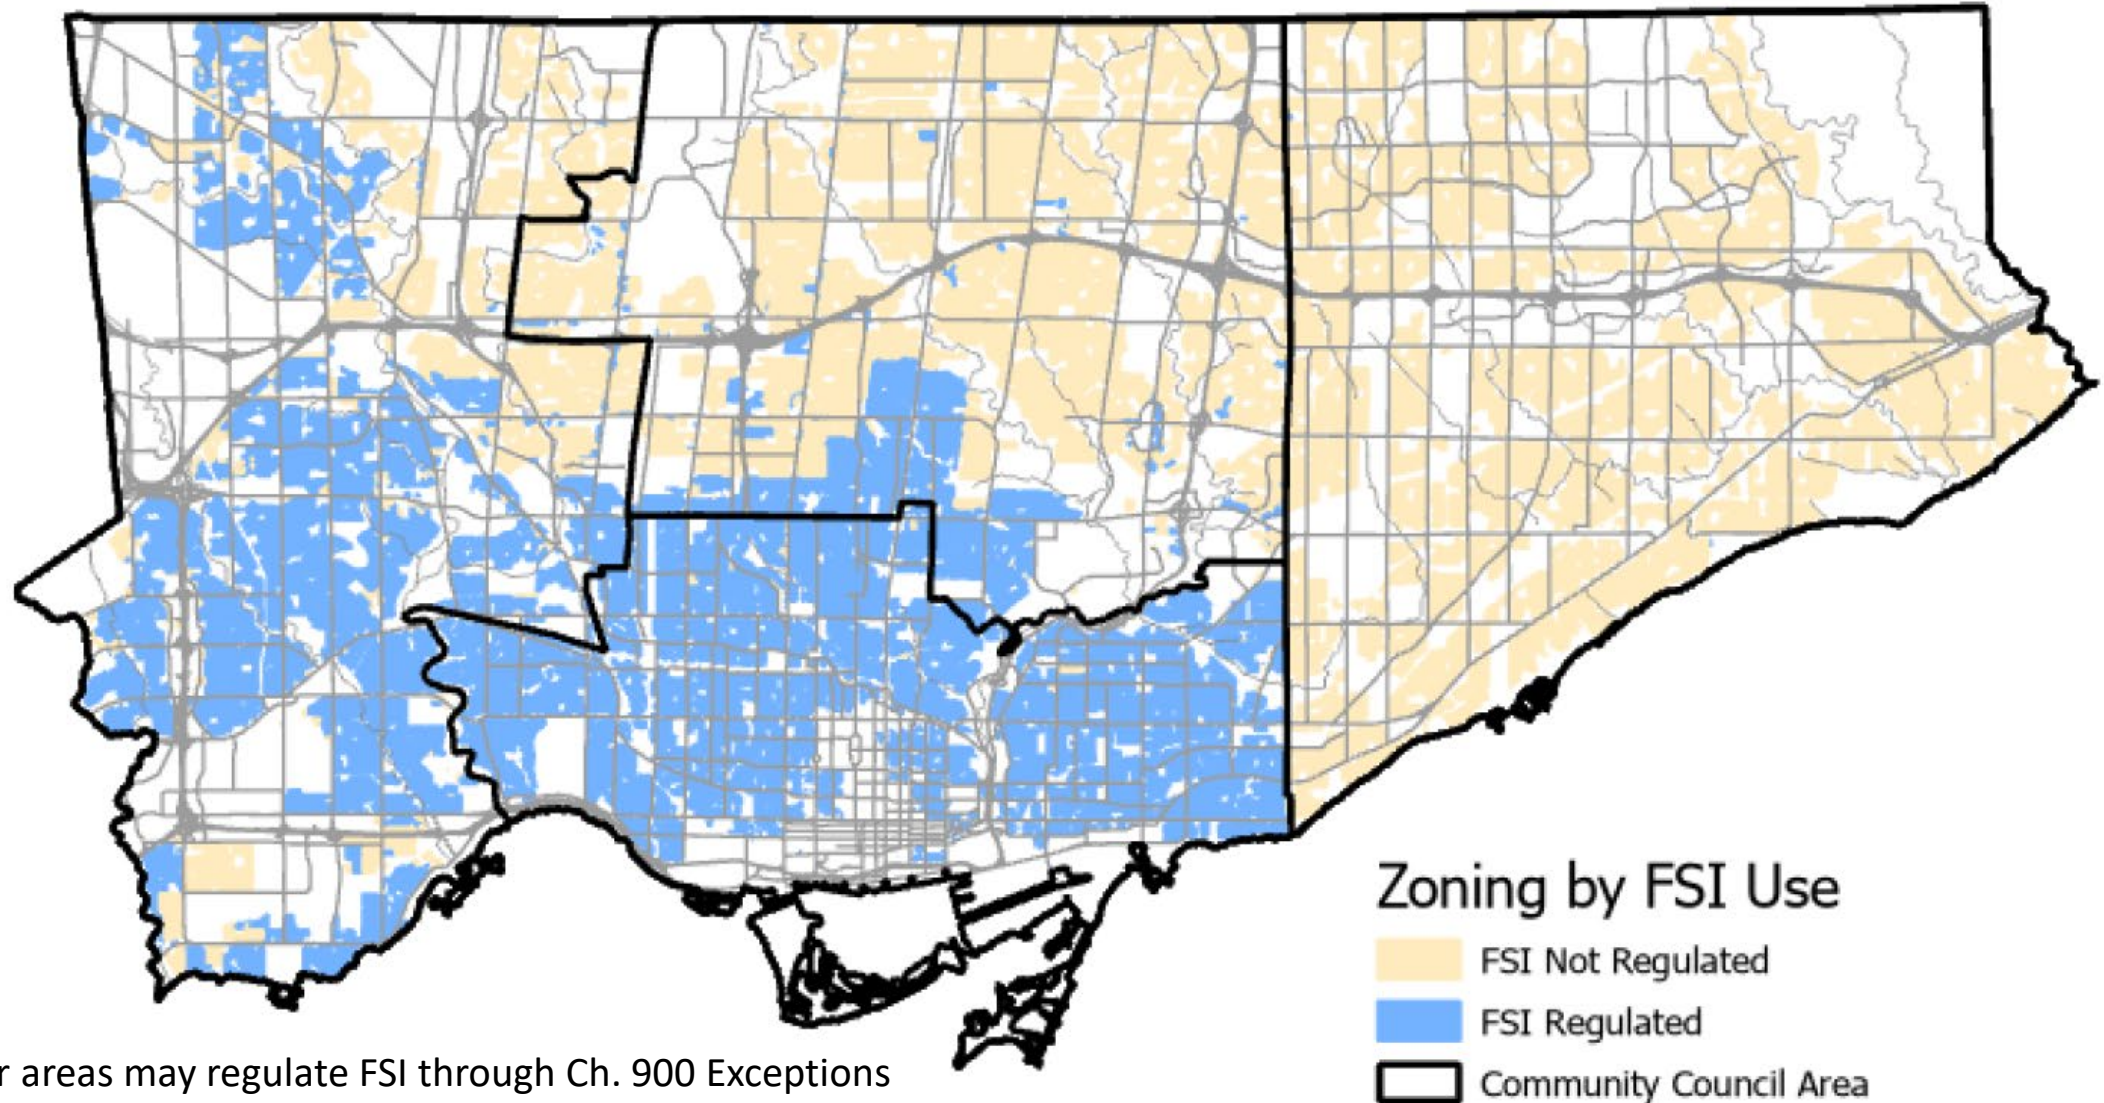 Zoning by FSI Use
FSI Not Regulated
FSI Regulated
Community Council Area
r areas may regulate FSI through Ch. 900 Exceptions